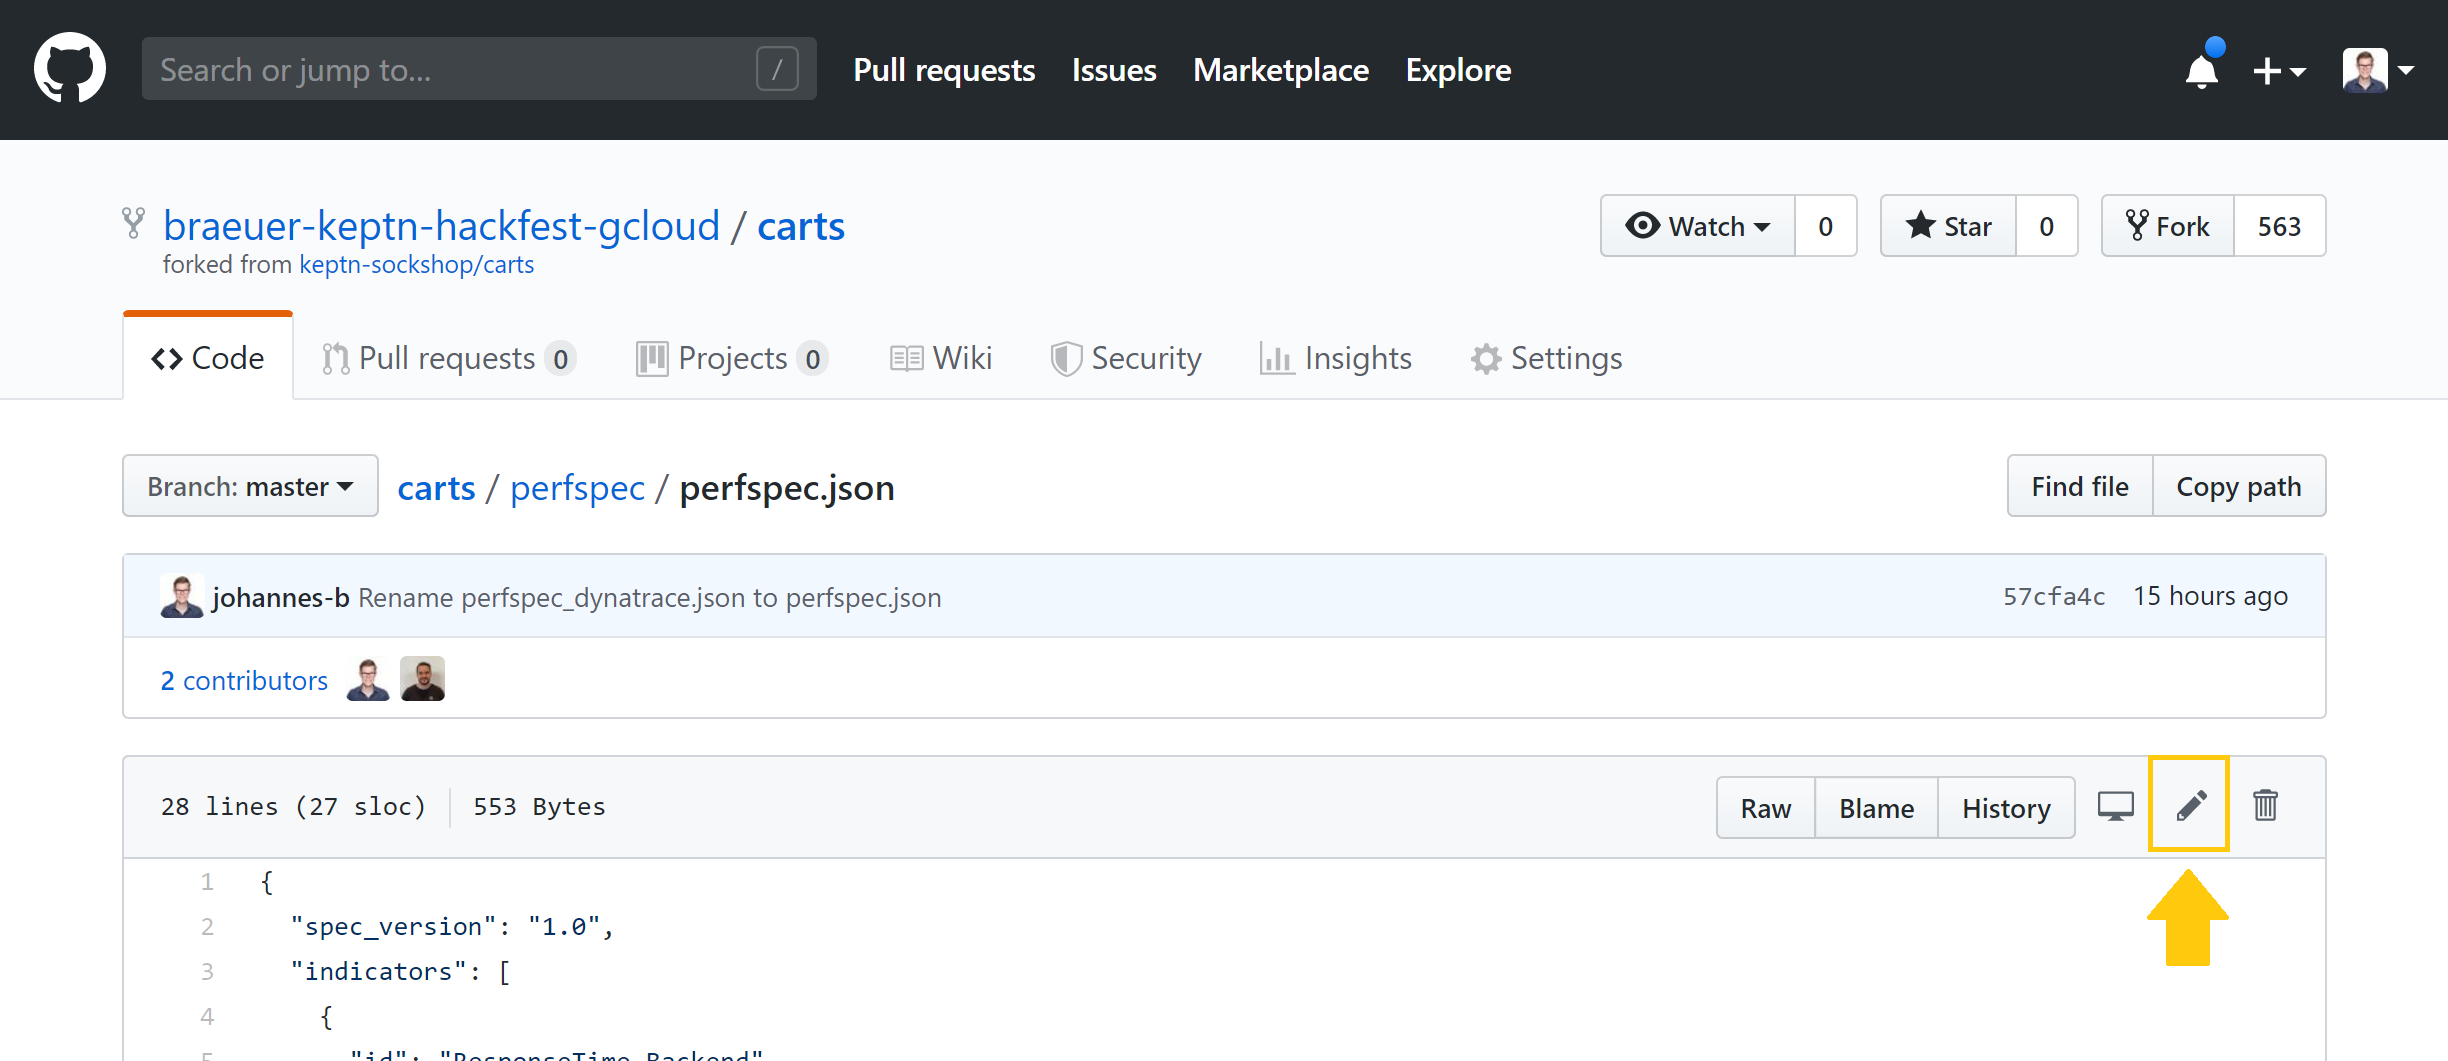 Search or jump to... /
Pull requests Issues Marketplace Explore
braeuer-keptn-hackfest-gcloud / carts
forked from keptn-sockshop/carts
Watch 0 Star 0 Fork 563
Code Pull requests 0 Projects 0 Wiki Security Insights Settings
Branch: master carts / perfspec / perfspec.json Find file Copy path
johannes-b Rename perfspec_dynatrace.json to perfspec.json 57cfa4c 15 hours ago
2 contributors
28 lines (27 sloc) 553 Bytes Raw Blame History
1 {
2 "spec_version": "1.0",
3 "indicators": [
4 {
5 "id": "ResponseTime_Backend"